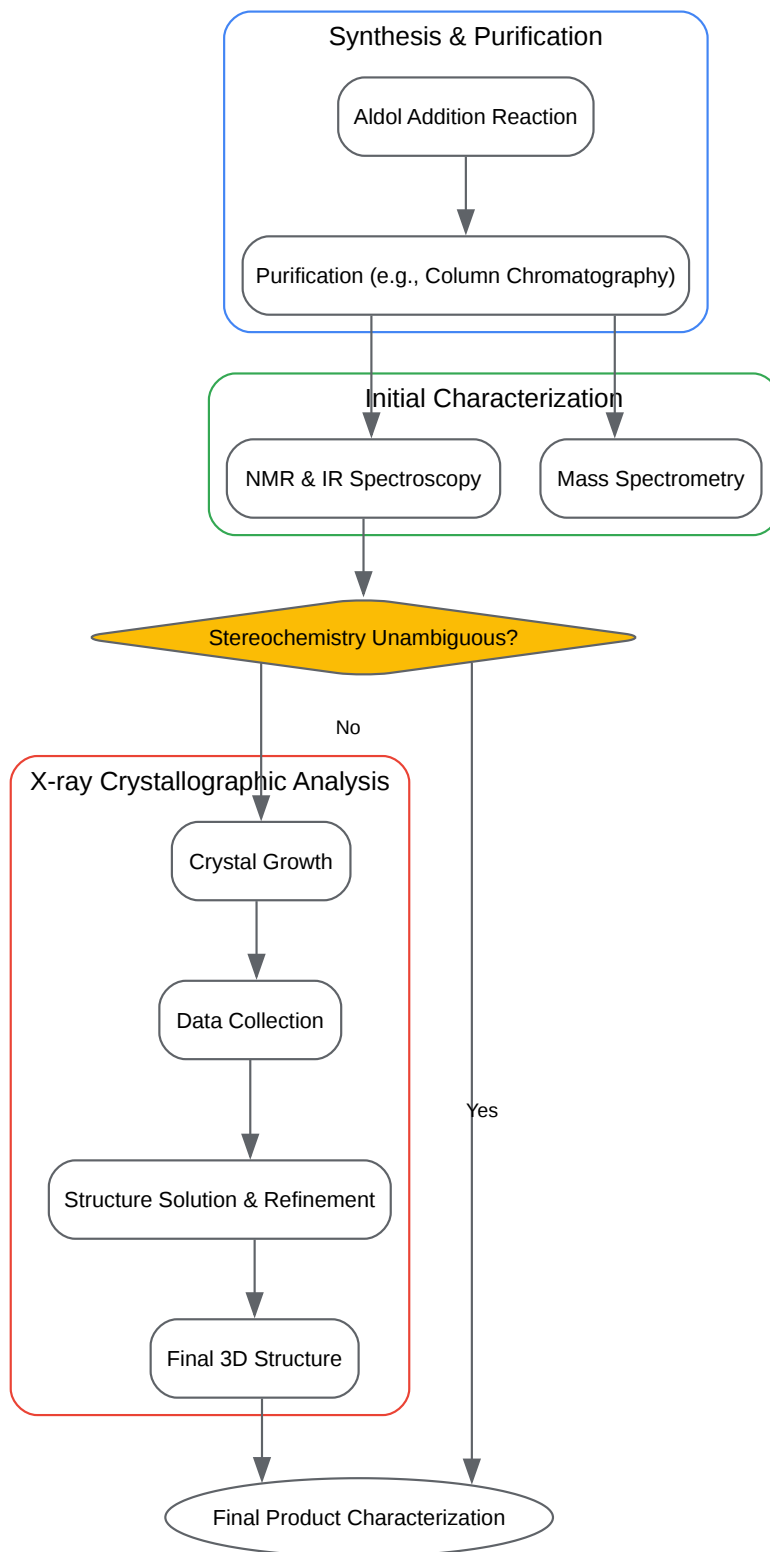 Synthesis & Purification
Aldol Addition Reaction
Purification (e.g., Column Chromatography)
Initial Characterization
NMR & IR Spectroscopy
Mass Spectrometry
Stereochemistry Unambiguous?
No
X-ray Crystallographic Analysis
Crystal Growth
Data Collection
Yes
Structure Solution & Refinement
Final 3D Structure
Final Product Characterization